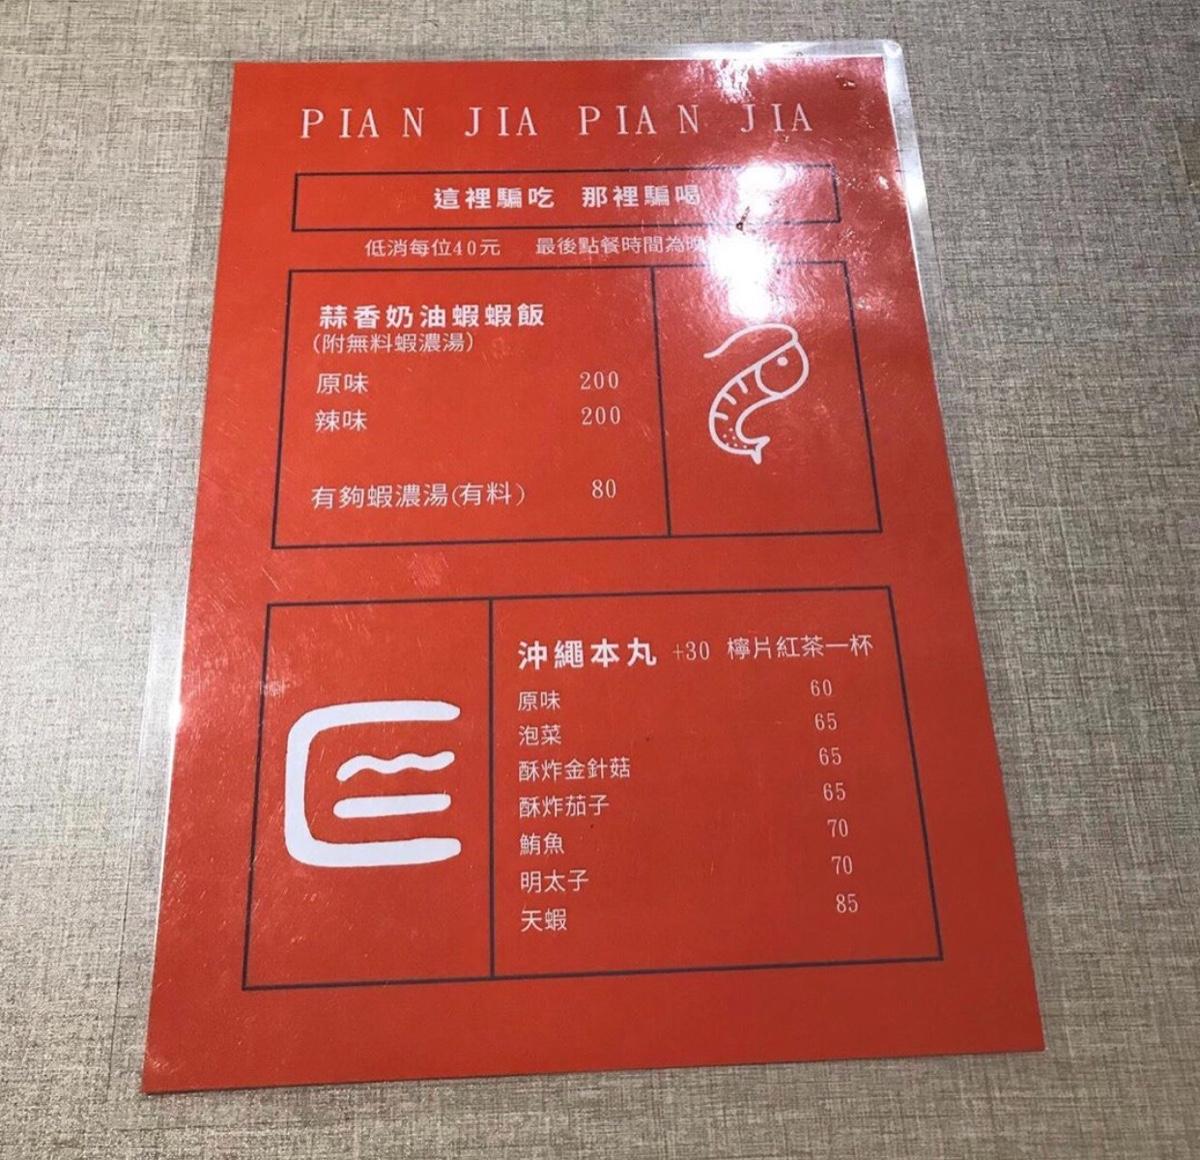 PIAN JIA PIAN JIA
這裡騙吃 那裡騙喝
低消每位40元 最後點餐時間為晚
蒜香奶油蝦蝦飯
(附無料蝦濃湯)
原味 200
辣味 200
有夠蝦濃湯(有料) 80
沖繩本丸 +30 檸片紅茶一杯
原味 60
泡菜 65
酥炸金針菇 65
酥炸茄子 65
鮪魚 70
明太子 70
天蝦 85